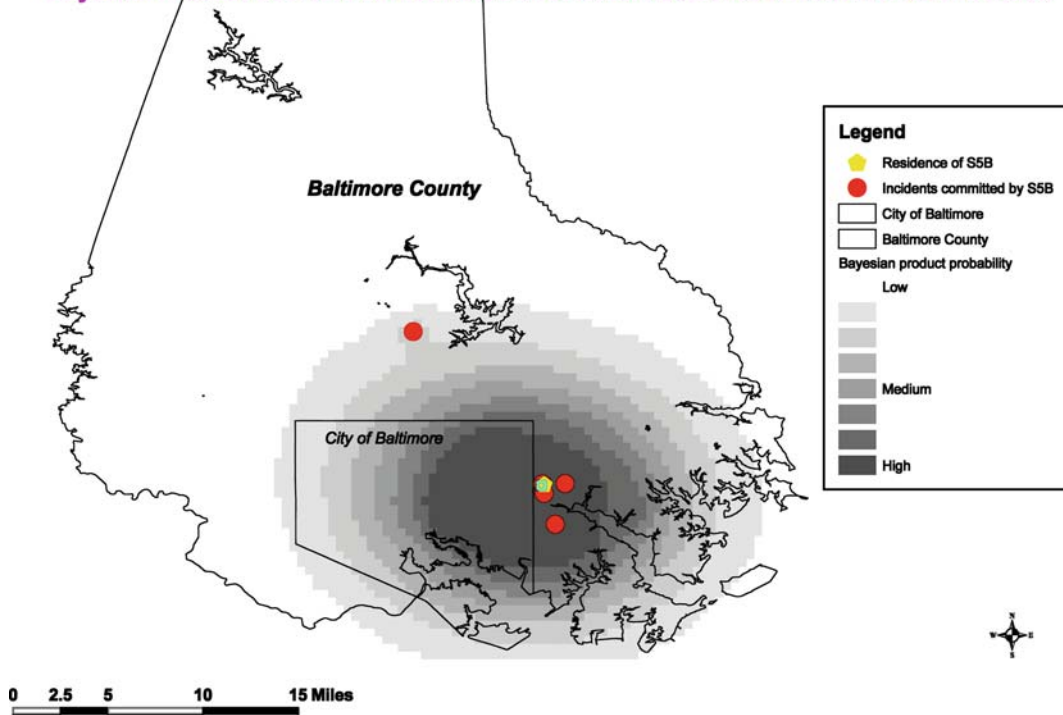 Baltimore County
City of Baltimore
Legend
Residence of S5B
Incidents committed by S5B
City of Baltimore
Baltimore County
Bayesian product probability
Low
Medium
High
N
W E
S
0 2.5 5 10 15 Miles